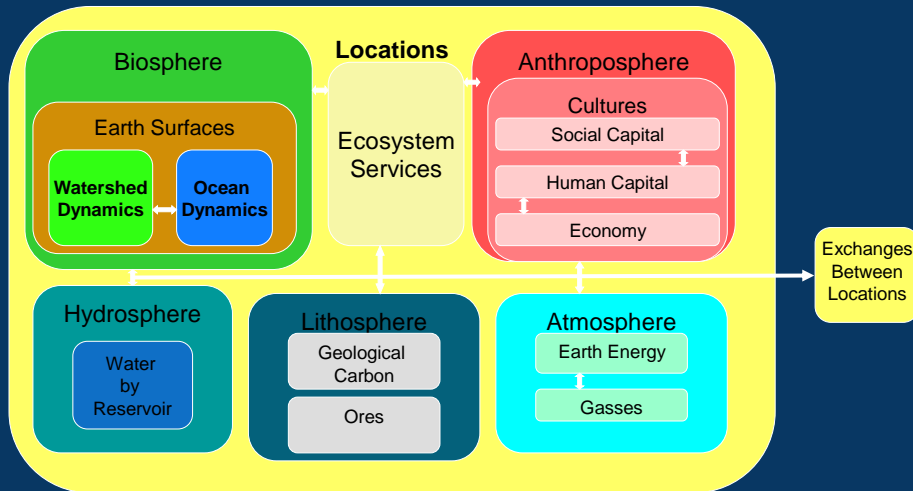 Locations
Biosphere
Earth Surfaces
Watershed
Dynamics
Ocean
Dynamics
Ecosystem
Services
Anthroposphere
Cultures
Social Capital
Human Capital
Economy
Exchanges
Between
Locations
Hydrosphere
Water
by
Reservoir
Lithosphere
Geological
Carbon
Ores
Atmosphere
Earth Energy
Gasses